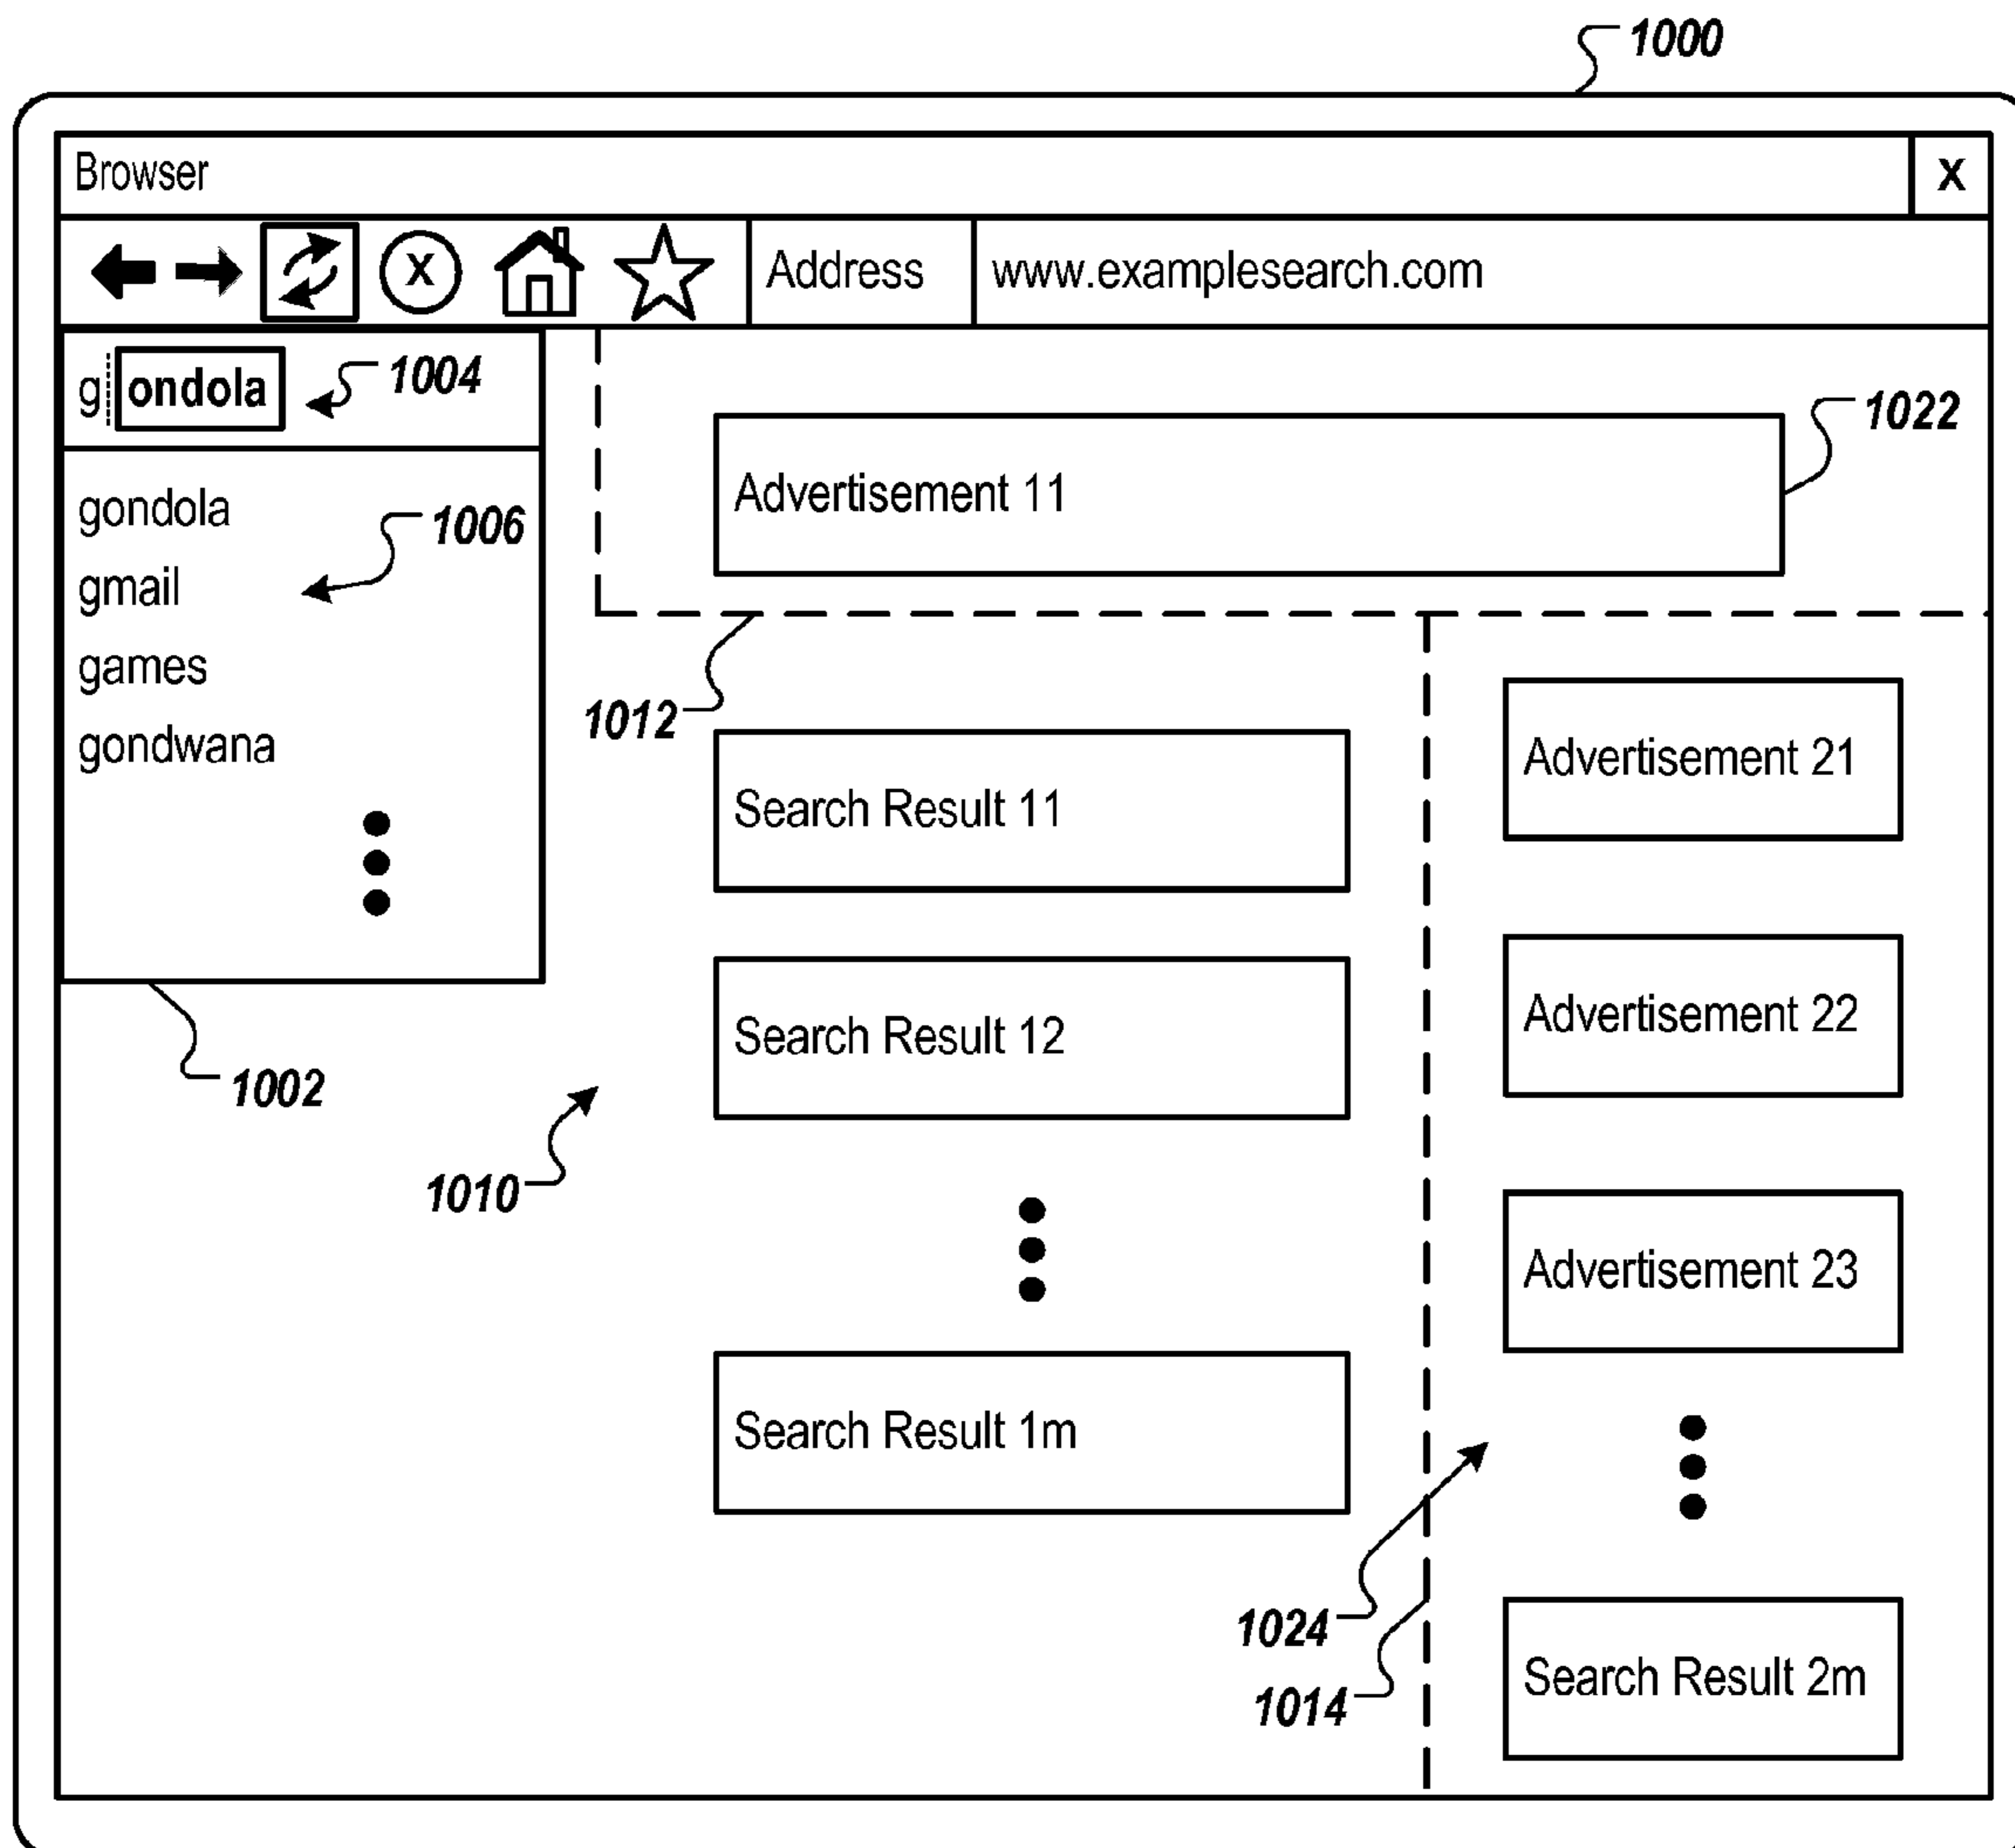 1000
Browser X
X Address www.examplesearch.com
g ondola 1004
1022
Advertisement 11
gondola
1006
gmail
games
gondwana
1012
Search Result 11
Advertisement 21
Search Result 12
Advertisement 22
1002
1010
Advertisement 23
Search Result 1m
1024
1014
Search Result 2m